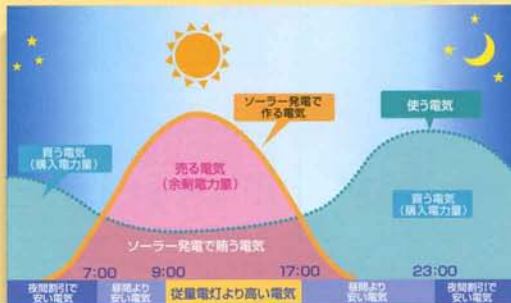 ソーラー発電で
作る電気
使う電気
買う電気
(購入電力量)
売る電気
(余剰電力量)
買う電気
(購入電力量)
ソーラー発電で賄う電気
7:00
9:00
17:00
23:00
夜間割引で
安い電気
昼間より
安い電気
従量電灯より高い電気
昼間より
安い電気
夜間割引で
安い電気